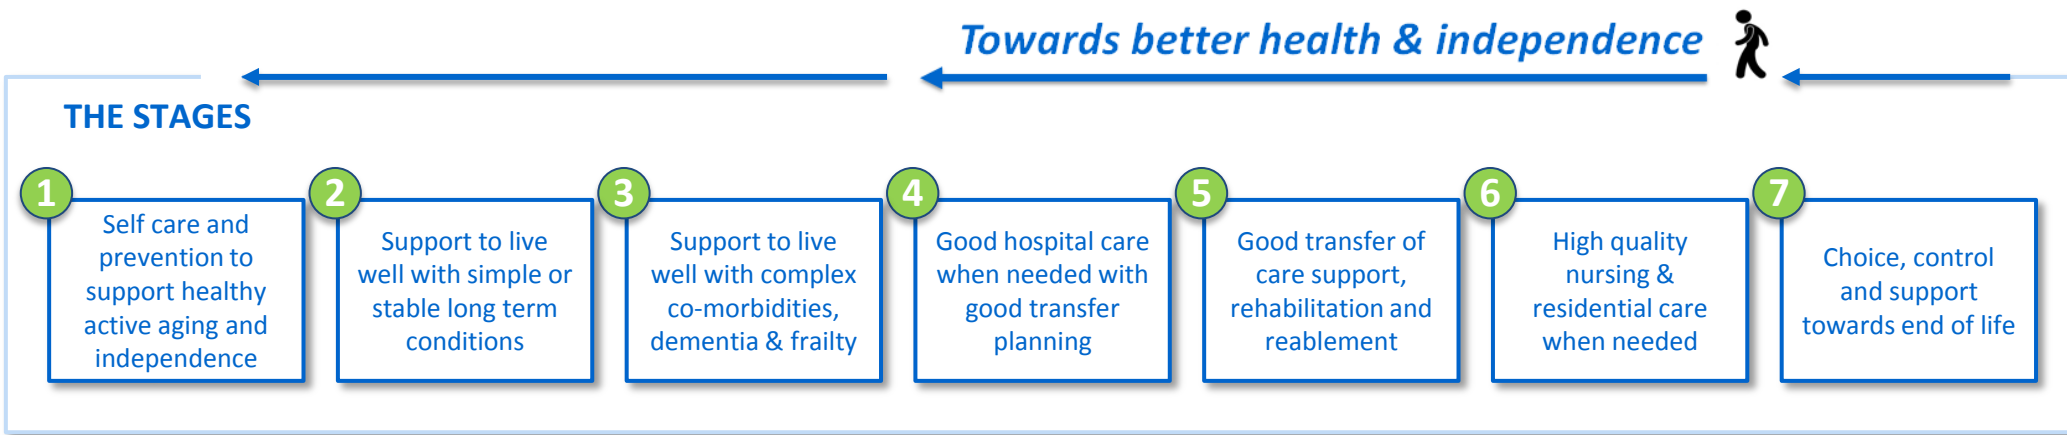 Towards better health & independence
THE STAGES
1
Self care and
prevention to
support healthy
active aging and
independence
2
Support to live
well with simple or
stable long term
conditions
3
Support to live
well with complex
co-morbidities,
dementia & frailty
4
Good hospital care
when needed with
good transfer
planning
5
Good transfer of
care support,
rehabilitation and
reablement
6
High quality
nursing &
residential care
when needed
7
Choice, control
and support
towards end of life